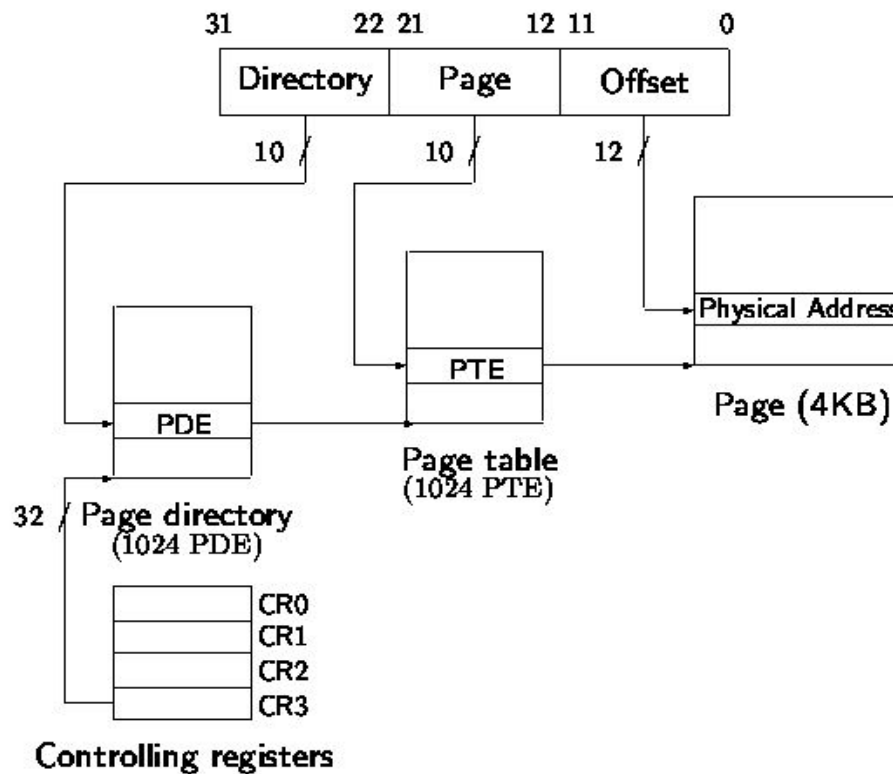 31 22 21 12 11 0
Directory Page Offset
10 10 12
Physical Address
PTE
Page (4KB)
PDE
Page table
(1024 PTE)
32 Page directory
(1024 PDE)
CR0
CR1
CR2
CR3
Controlling registers